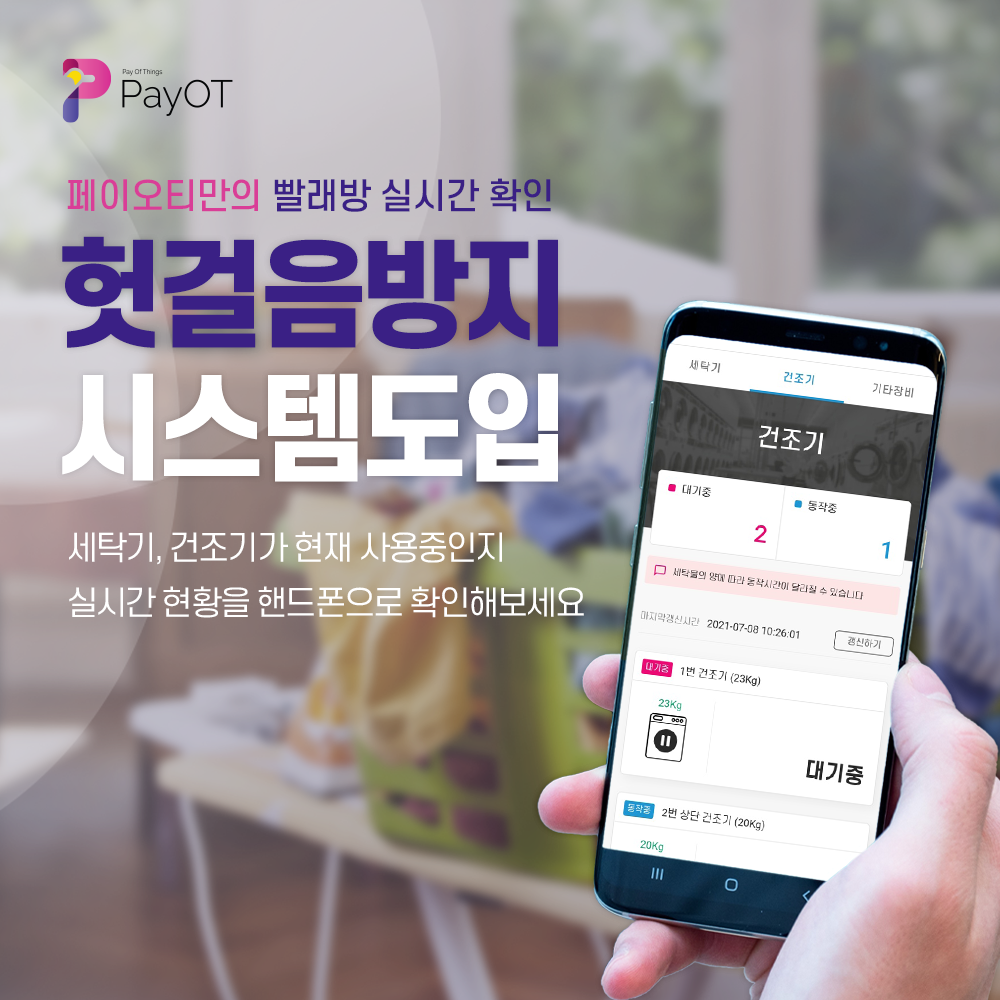 Pay Of Things
PayOT
페이오티만의 빨래방 실시간 확인
헛걸음방지
시스템도입
세탁기, 건조기가 현재 사용중인지
실시간 현황을 핸드폰으로 확인해보세요
세탁기 건조기 기타장비
건조기
대기중 동작중
2 1
세탁물의 양에 따라 동작시간이 달라질 수 있습니다
마지막갱신시간 2021-07-08 10:26:01 갱신하기
대기중 1번 건조기 (23Kg)
23Kg
대기중
동작중 2번 상단 건조기 (20Kg)
20Kg